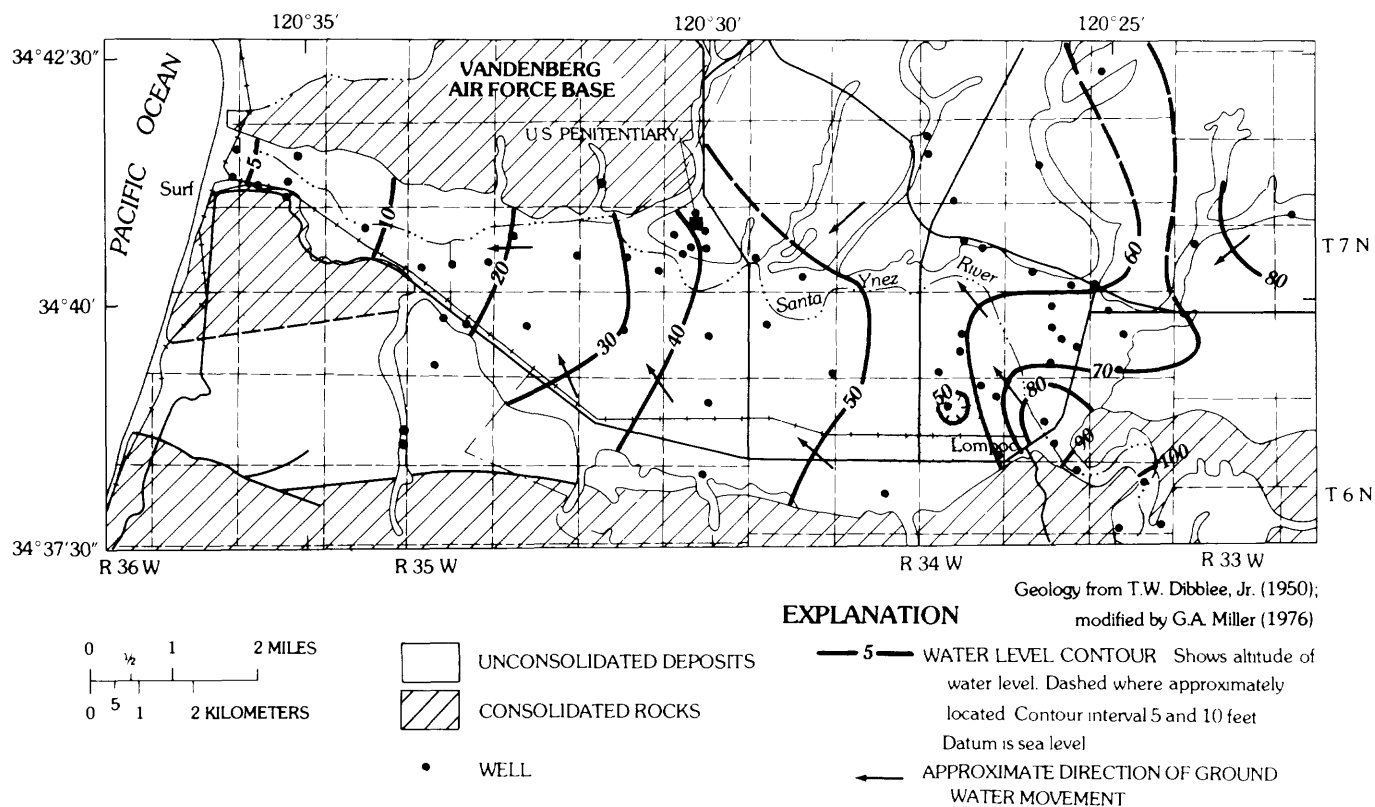 120°35′ 120°30′ 120°25′
34°42′30″
PACIFIC OCEAN
VANDENBERG
AIR FORCE BASE
U S PENITENTIARY
5
Surf
10
20
30
40
50
60
80
T 7 N
Santa Ynez River
34°40′
50
70
80
90
100
Lompoc
T 6 N
34°37′30″
R 36 W R 35 W R 34 W R 33 W
Geology from T.W. Dibblee, Jr. (1950);
modified by G.A. Miller (1976)
EXPLANATION
0 ½ 1 2 MILES
0 .5 1 2 KILOMETERS
UNCONSOLIDATED DEPOSITS
CONSOLIDATED ROCKS
WELL
5 WATER LEVEL CONTOUR Shows altitude of
water level. Dashed where approximately
located Contour interval 5 and 10 feet
Datum is sea level
APPROXIMATE DIRECTION OF GROUND
WATER MOVEMENT